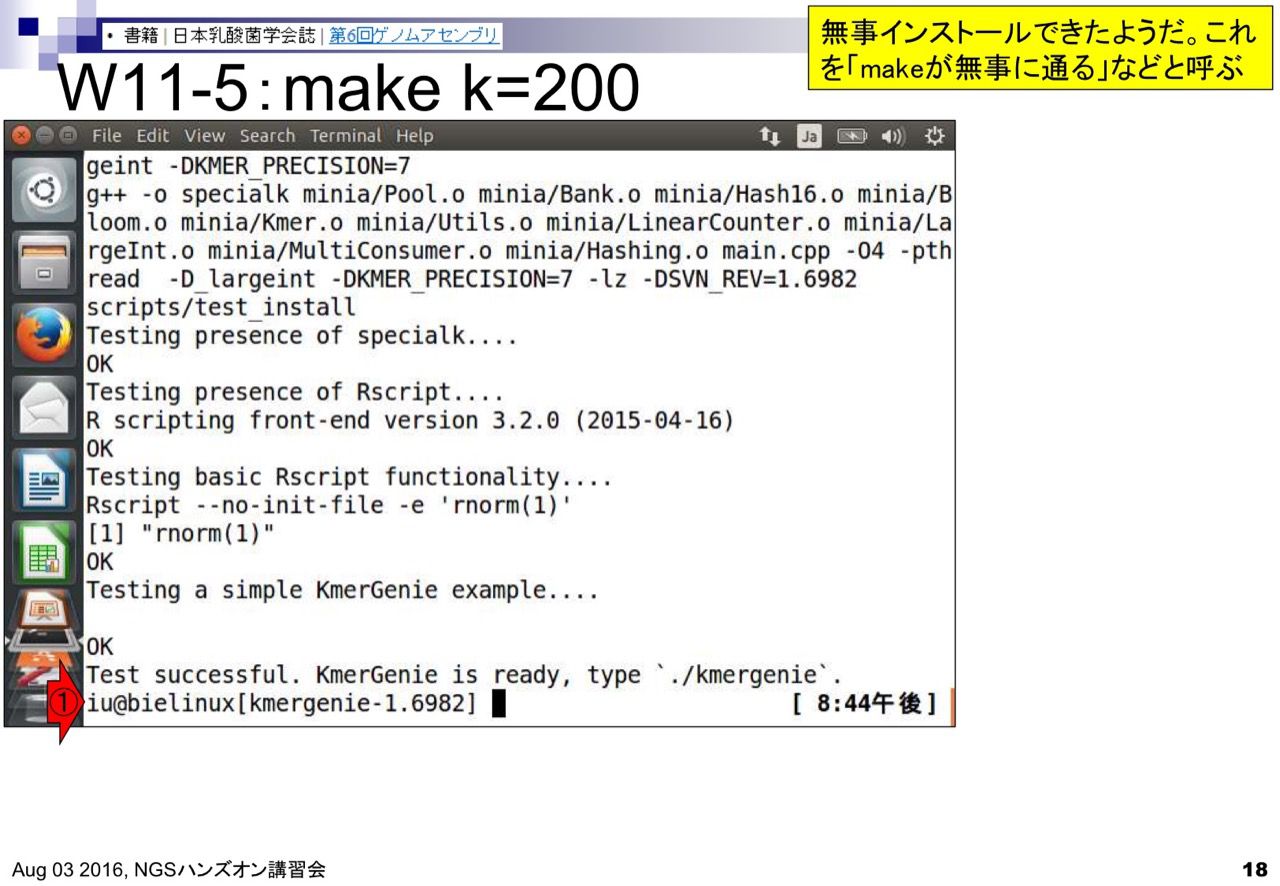 ・ 書籍 | 日本乳酸菌学会誌 | 第6回ゲノムアセンブリ
無事インストールできたようだ。これ
を「makeが無事に通る」などと呼ぶ
W11-5:make k=200
File Edit View Search Terminal Help
Ja
geint -DKMER_PRECISION=7
g++ -o specialk minia/Pool.o minia/Bank.o minia/Hash16.o minia/B
loom.o minia/Kmer.o minia/Utils.o minia/LinearCounter.o minia/La
rgeInt.o minia/MultiConsumer.o minia/Hashing.o main.cpp -O4 -pth
read  -D_largeint -DKMER_PRECISION=7 -lz -DSVN_REV=1.6982
scripts/test_install
Testing presence of specialk....
OK
Testing presence of Rscript....
R scripting front-end version 3.2.0 (2015-04-16)
OK
Testing basic Rscript functionality....
Rscript --no-init-file -e 'rnorm(1)'
[1] "rnorm(1)"
OK
Testing a simple KmerGenie example....
OK
Test successful. KmerGenie is ready, type `./kmergenie`.
① iu@bielinux[kmergenie-1.6982] [ 8:44午後]
Aug 03 2016, NGSハンズオン講習会
18